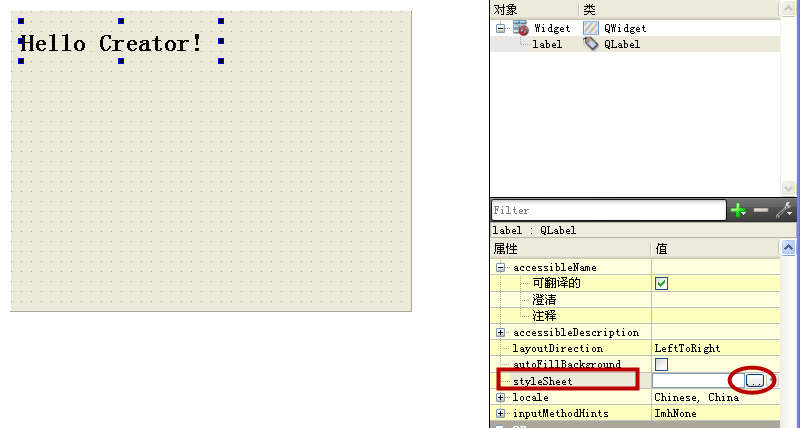 Hello Creator!
对象 类
Widget QWidget
label QLabel
Filter
label : QLabel
属性 值
accessibleName
可翻译的
澄清
注释
accessibleDescription
layoutDirection LeftToRight
autoFillBackground
styleSheet ...
locale Chinese, China
inputMethodHints ImhNone